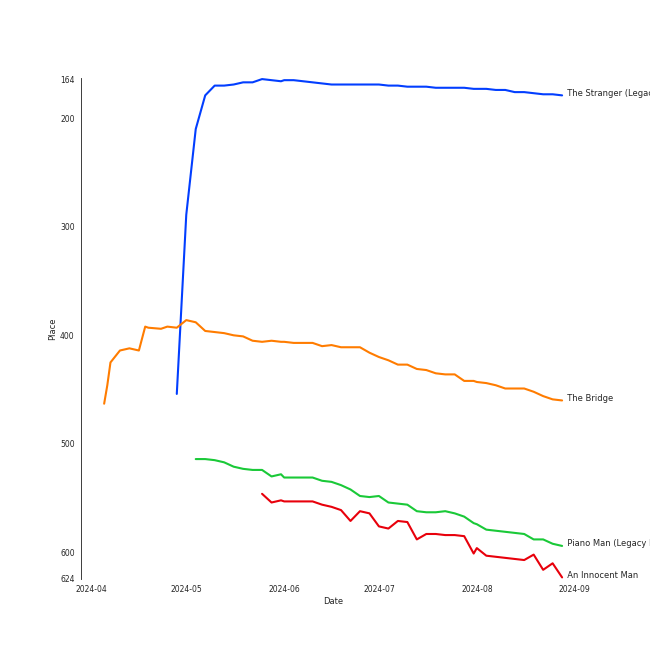 164
200
300
400
500
600
624
Place
2024-04
2024-05
2024-06
2024-07
2024-08
2024-09
Date
The Stranger (Legac
The Bridge
Piano Man (Legacy
An Innocent Man